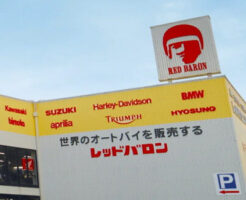 RED BARON
Kawasaki SUZUKI Harley-Davidson BMW
bimota aprilia TRIUMPH HYOSUNG
世界のオートバイを販売する
レッドバロン
P